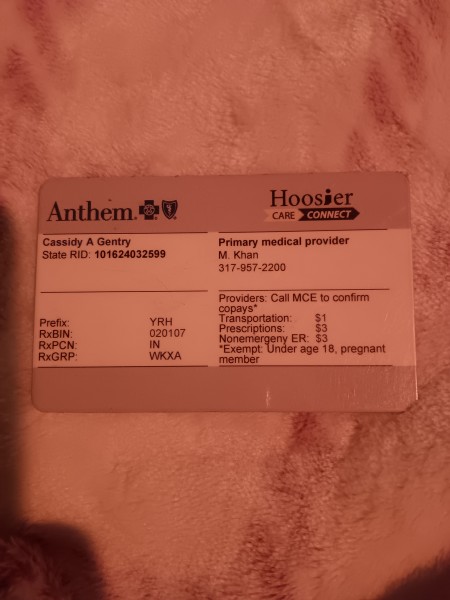 Anthem
Hoosier
CARE CONNECT
Cassidy A Gentry
State RID: 101624032599
Primary medical provider
M. Khan
317-957-2200
Prefix: YRH
RxBIN: 020107
RxPCN: IN
RxGRP: WKXA
Providers: Call MCE to confirm
copays*
Transportation: $1
Prescriptions: $3
Nonemergeny ER: $3
*Exempt: Under age 18, pregnant
member